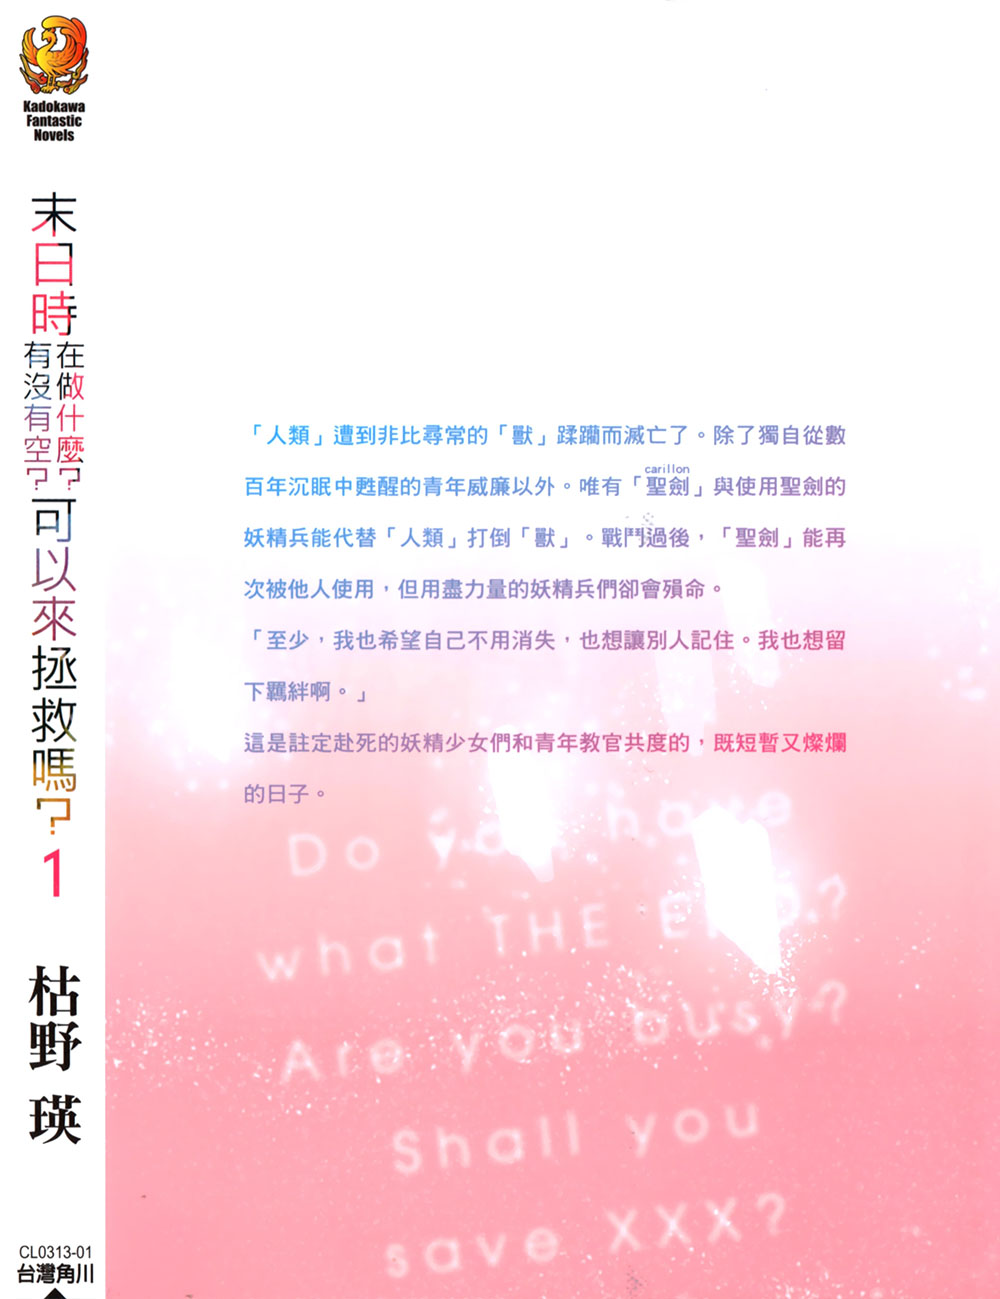 Kadokawa
Fantastic
Novels
末日時
在做什麼?
有沒有空?
可以來拯救嗎?
1
枯野 瑛
CL0313-01
台灣角川
「人類」遭到非比尋常的「獸」蹂躪而滅亡了。除了獨自從數
carillon
百年沉眠中甦醒的青年威廉以外。唯有「聖劍」與使用聖劍的
妖精兵能代替「人類」打倒「獸」。戰鬥過後,「聖劍」能再
次被他人使用,但用盡力量的妖精兵們卻會殞命。
「至少,我也希望自己不用消失,也想讓別人記住。我也想留
下羈絆啊。」
這是註定赴死的妖精少女們和青年教官共度的,既短暫又燦爛
的日子。
Do you have
what THE END?
Are you busy?
Shall you
save XXX?